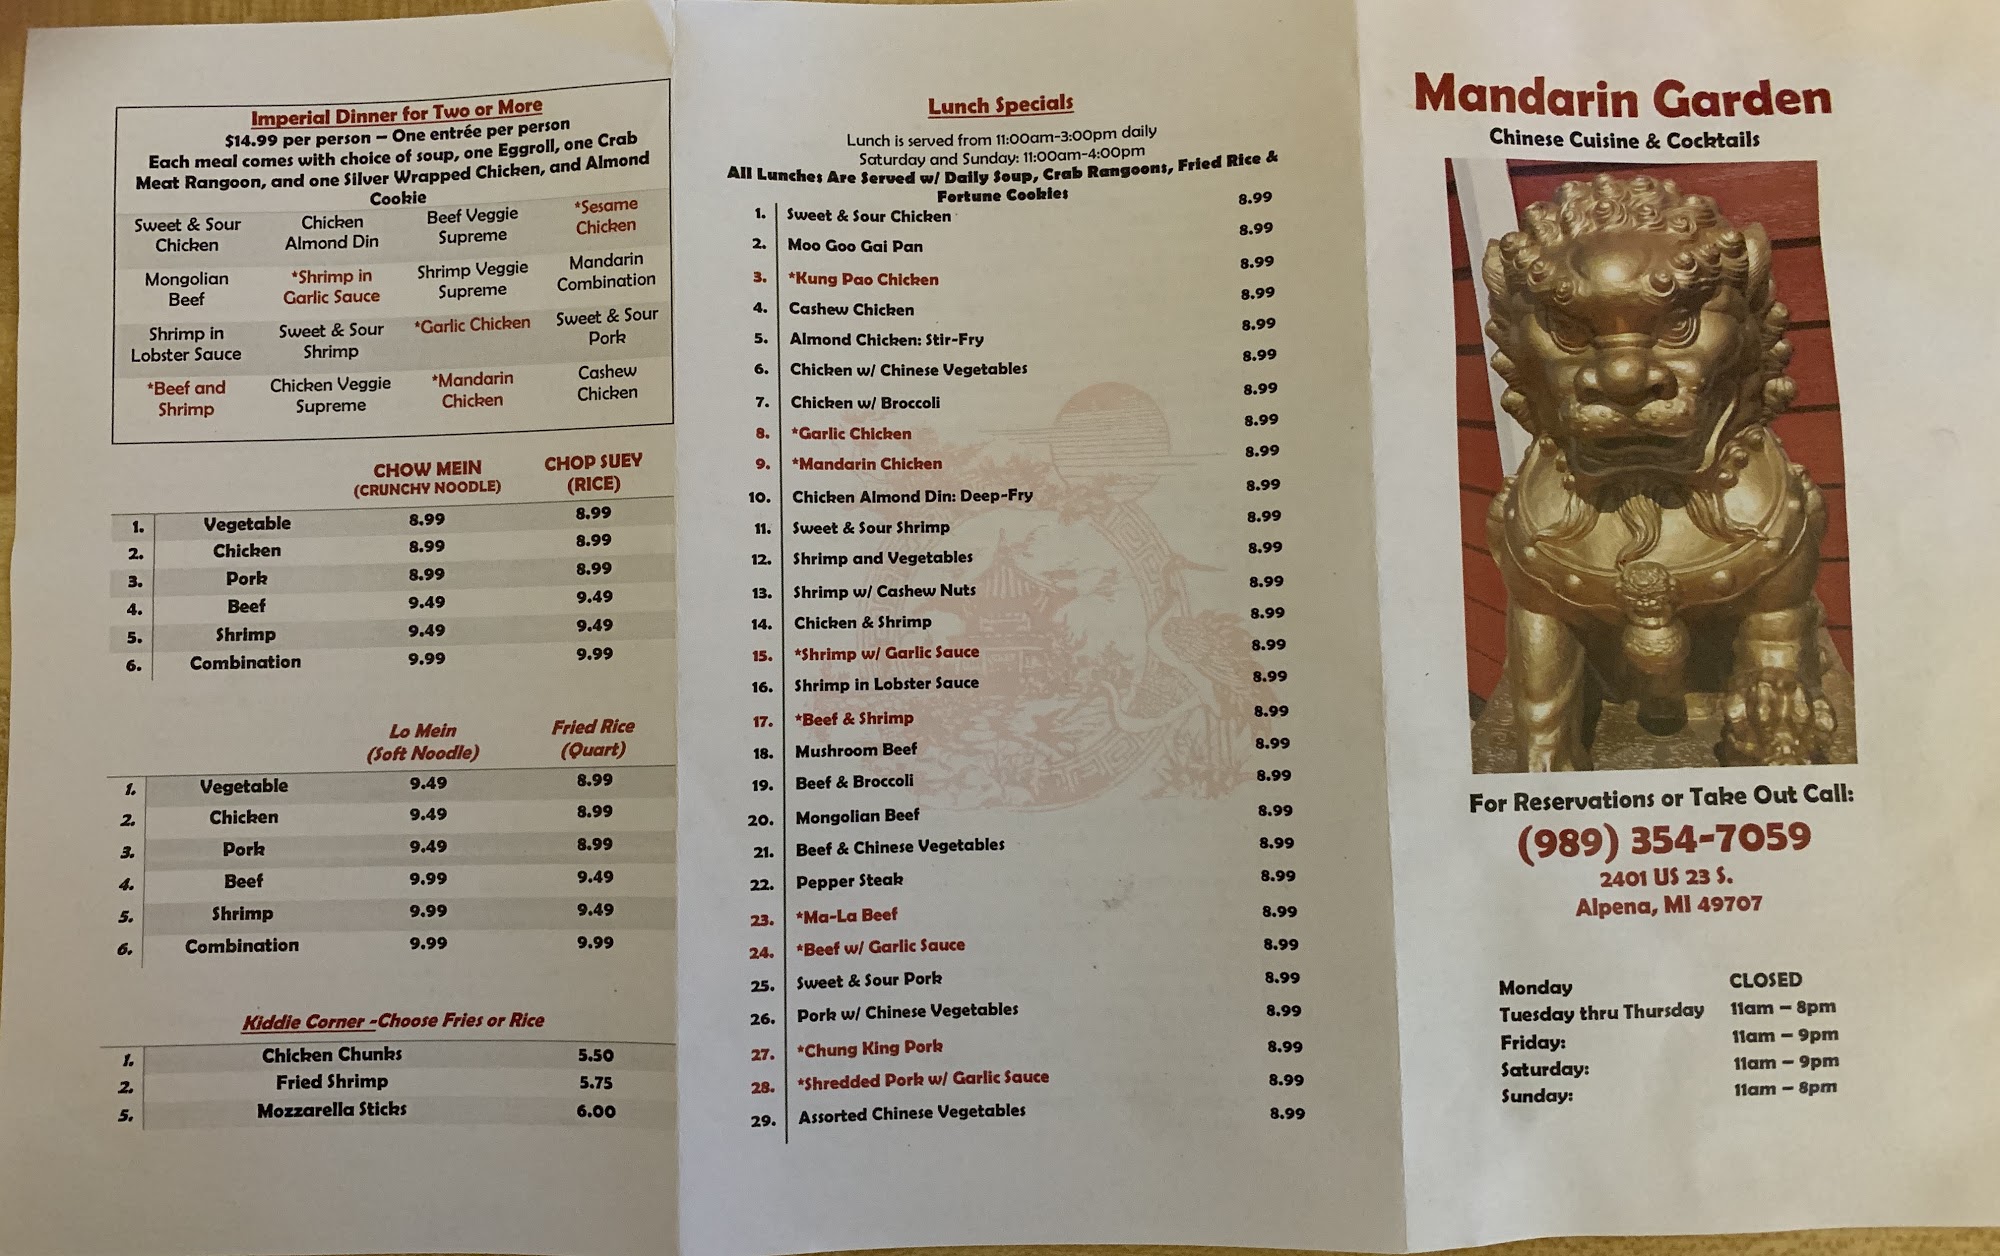 Imperial Dinner for Two or More
$14.99 per person – One entrée per person
Each meal comes with choice of soup, one Eggroll, one Crab
Meat Rangoon, and one Silver Wrapped Chicken, and Almond
Cookie
Sweet & Sour Chicken Chicken Almond Din Beef Veggie Supreme *Sesame Chicken
Mongolian Beef *Shrimp in Garlic Sauce Shrimp Veggie Supreme Mandarin Combination
Shrimp in Lobster Sauce Sweet & Sour Shrimp *Garlic Chicken Sweet & Sour Pork
*Beef and Shrimp Chicken Veggie Supreme *Mandarin Chicken Cashew Chicken
CHOW MEIN CHOP SUEY
(CRUNCHY NOODLE) (RICE)
1. Vegetable 8.99 8.99
2. Chicken 8.99 8.99
3. Pork 8.99 8.99
4. Beef 9.49 9.49
5. Shrimp 9.49 9.49
6. Combination 9.99 9.99
Lo Mein Fried Rice
(Soft Noodle) (Quart)
1. Vegetable 9.49 8.99
2. Chicken 9.49 8.99
3. Pork 9.49 8.99
4. Beef 9.99 9.49
5. Shrimp 9.99 9.49
6. Combination 9.99 9.99
Kiddie Corner -Choose Fries or Rice
1. Chicken Chunks 5.50
2. Fried Shrimp 5.75
5. Mozzarella Sticks 6.00
Lunch Specials
Lunch is served from 11:00am-3:00pm daily
Saturday and Sunday: 11:00am-4:00pm
All Lunches Are Served w/ Daily Soup, Crab Rangoons, Fried Rice &
Fortune Cookies
1. Sweet & Sour Chicken 8.99
2. Moo Goo Gai Pan 8.99
3. *Kung Pao Chicken 8.99
4. Cashew Chicken 8.99
5. Almond Chicken: Stir-Fry 8.99
6. Chicken w/ Chinese Vegetables 8.99
7. Chicken w/ Broccoli 8.99
8. *Garlic Chicken 8.99
9. *Mandarin Chicken 8.99
10. Chicken Almond Din: Deep-Fry 8.99
11. Sweet & Sour Shrimp 8.99
12. Shrimp and Vegetables 8.99
13. Shrimp w/ Cashew Nuts 8.99
14. Chicken & Shrimp 8.99
15. *Shrimp w/ Garlic Sauce 8.99
16. Shrimp in Lobster Sauce 8.99
17. *Beef & Shrimp 8.99
18. Mushroom Beef 8.99
19. Beef & Broccoli 8.99
20. Mongolian Beef 8.99
21. Beef & Chinese Vegetables 8.99
22. Pepper Steak 8.99
23. *Ma-La Beef 8.99
24. *Beef w/ Garlic Sauce 8.99
25. Sweet & Sour Pork 8.99
26. Pork w/ Chinese Vegetables 8.99
27. *Chung King Pork 8.99
28. *Shredded Pork w/ Garlic Sauce 8.99
29. Assorted Chinese Vegetables 8.99
Mandarin Garden
Chinese Cuisine & Cocktails
For Reservations or Take Out Call:
(989) 354-7059
2401 US 23 S.
Alpena, MI 49707
Monday CLOSED
Tuesday thru Thursday 11am – 8pm
Friday: 11am – 9pm
Saturday: 11am – 9pm
Sunday: 11am – 8pm